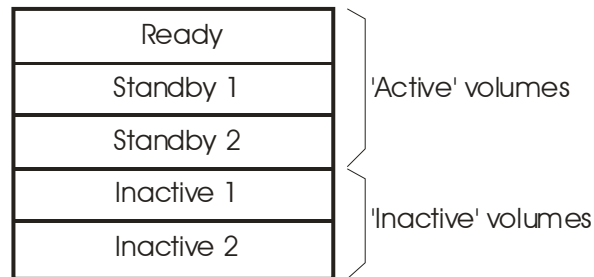 Ready
Standby 1
Standby 2
Inactive 1
Inactive 2
'Active' volumes
'Inactive' volumes